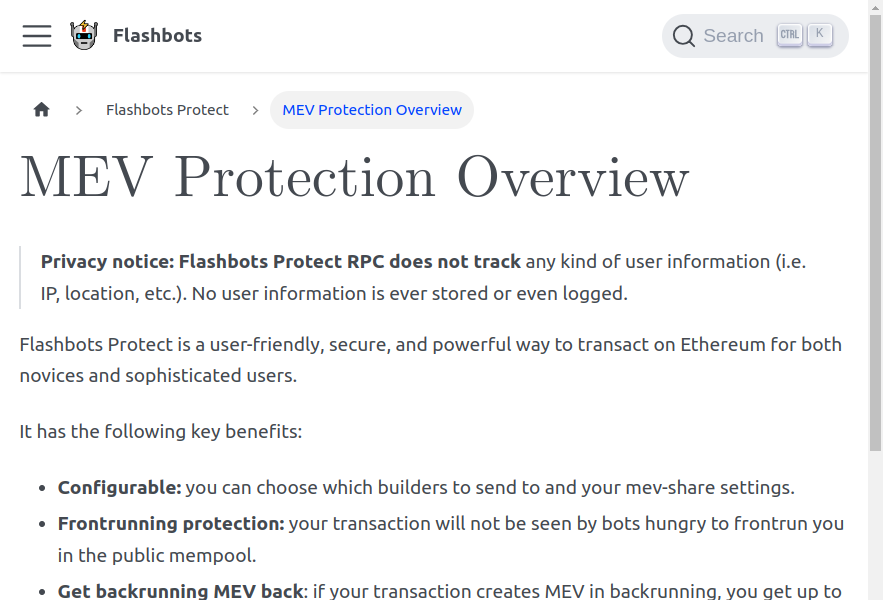 Flashbots
Search CTRL K
Flashbots Protect
MEV Protection Overview
MEV Protection Overview
Privacy notice: Flashbots Protect RPC does not track any kind of user information (i.e.
IP, location, etc.). No user information is ever stored or even logged.
Flashbots Protect is a user-friendly, secure, and powerful way to transact on Ethereum for both
novices and sophisticated users.
It has the following key benefits:
Configurable: you can choose which builders to send to and your mev-share settings.
Frontrunning protection: your transaction will not be seen by bots hungry to frontrun you
in the public mempool.
Get backrunning MEV back: if your transaction creates MEV in backrunning, you get up to